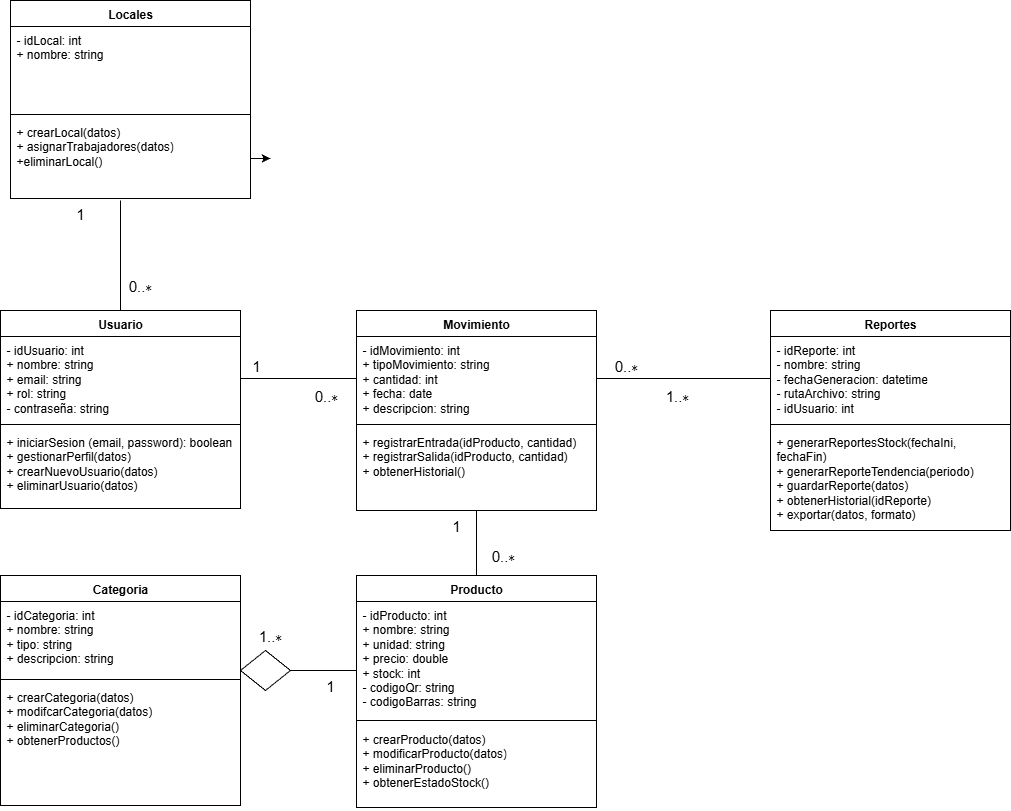 Locales
- idLocal: int
+ nombre: string
+ crearLocal(datos)
+ asignarTrabajadores(datos)
+eliminarLocal()
1
0..*
Usuario
- idUsuario: int
+ nombre: string
+ email: string
+ rol: string
- contraseña: string
+ iniciarSesion (email, password): boolean
+ gestionarPerfil(datos)
+ crearNuevoUsuario(datos)
+ eliminarUsuario(datos)
1
0..*
Movimiento
- idMovimiento: int
+ tipoMovimiento: string
+ cantidad: int
+ fecha: date
+ descripcion: string
+ registrarEntrada(idProducto, cantidad)
+ registrarSalida(idProducto, cantidad)
+ obtenerHistorial()
0..*
1..*
Reportes
- idReporte: int
- nombre: string
- fechaGeneracion: datetime
- rutaArchivo: string
- idUsuario: int
+ generarReportesStock(fechaIni,
fechaFin)
+ generarReporteTendencia(periodo)
+ guardarReporte(datos)
+ obtenerHistorial(idReporte)
+ exportar(datos, formato)
1
0..*
Categoria
- idCategoria: int
+ nombre: string
+ tipo: string
+ descripcion: string
+ crearCategoria(datos)
+ modifcarCategoria(datos)
+ eliminarCategoria()
+ obtenerProductos()
1..*
1
Producto
- idProducto: int
+ nombre: string
+ unidad: string
+ precio: double
+ stock: int
- codigoQr: string
- codigoBarras: string
+ crearProducto(datos)
+ modificarProducto(datos)
+ eliminarProducto()
+ obtenerEstadoStock()